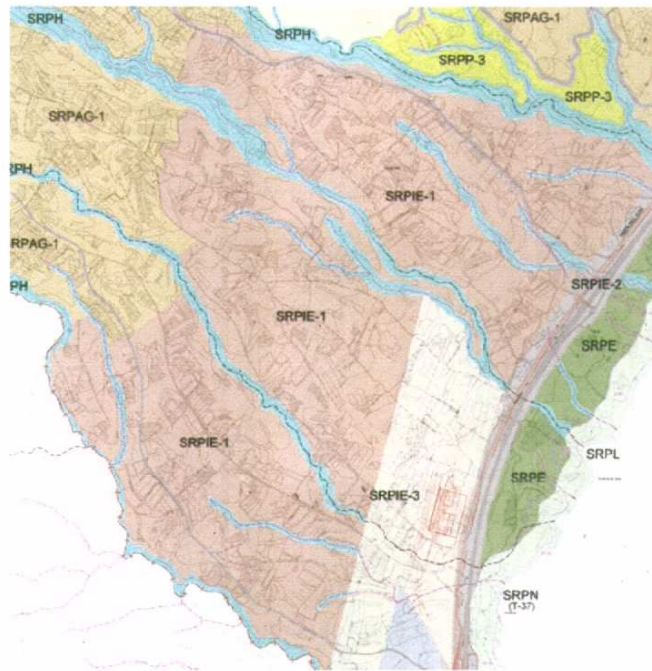 SRPH
SRPH
SRPAG-1
SRPP-3
SRPP-3
SRPAG-1
RPH
SRPIE-1
RPAG-1
PH
SRPIE-2
SRPIE-1
SRPE
SRPIE-1
SRPL
SRPE
SRPIE-3
SRPN
(T-37)